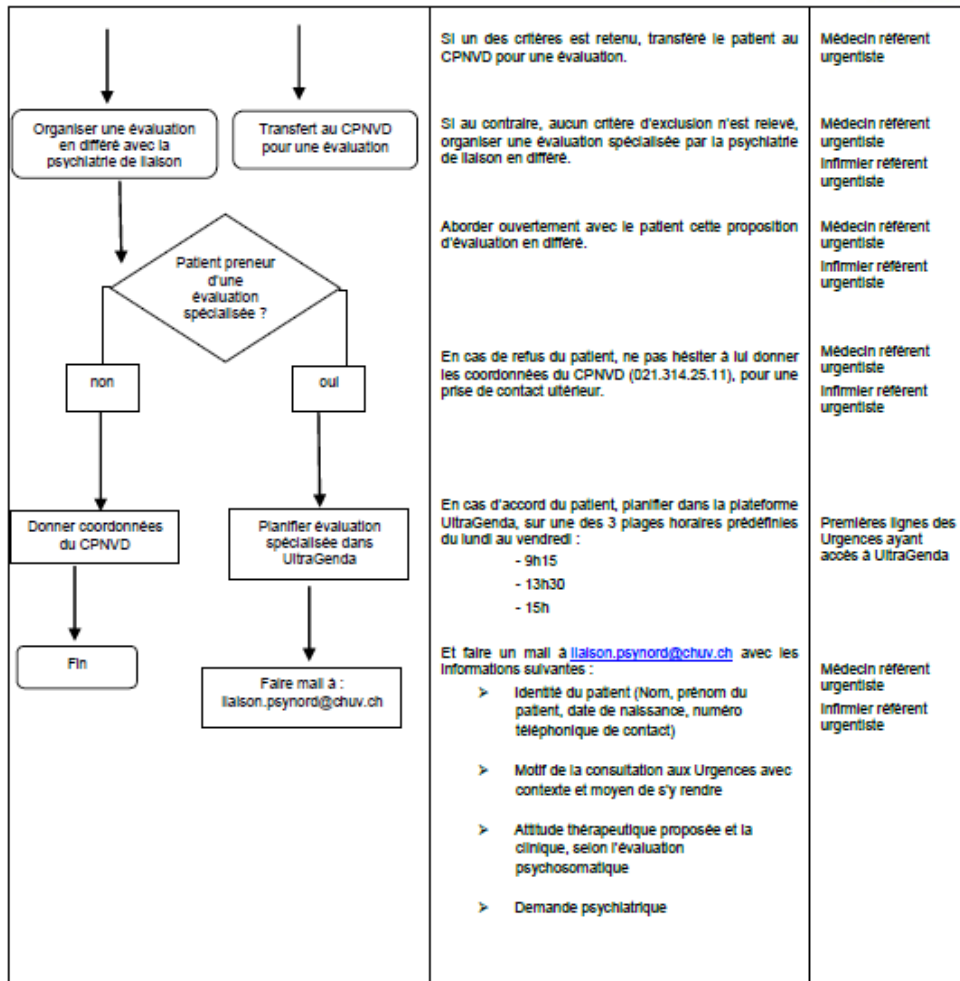 Si un des critères est retenu, transféré le patient au
CPNVD pour une évaluation.
Médecin référent
urgentiste
Organiser une évaluation
en différé avec la
psychiatrie de liaison
Transfert au CPNVD
pour une évaluation
Si au contraire, aucun critère d'exclusion n'est relevé,
organiser une évaluation spécialisée par la psychiatrie
de liaison en différé.
Médecin référent
urgentiste
Infirmier référent
urgentiste
Aborder ouvertement avec le patient cette proposition
d'évaluation en différé.
Médecin référent
urgentiste
Infirmier référent
urgentiste
Patient preneur
d'une
évaluation
spécialisée ?
non
oui
En cas de refus du patient, ne pas hésiter à lui donner
les coordonnées du CPNVD (021.314.25.11), pour une
prise de contact ultérieur.
Médecin référent
urgentiste
Infirmier référent
urgentiste
Donner coordonnées
du CPNVD
Planifier évaluation
spécialisée dans
UltraGenda
En cas d'accord du patient, planifier dans la plateforme
UltraGenda, sur une des 3 plages horaires prédéfinies
du lundi au vendredi :
- 9h15
- 13h30
- 15h
Premières lignes des
Urgences ayant
accès à UltraGenda
Fin
Faire mail à :
liaison.psynord@chuv.ch
Et faire un mail à liaison.psynord@chuv.ch avec les
informations suivantes :
➢ Identité du patient (Nom, prénom du
patient, date de naissance, numéro
téléphonique de contact)
➢ Motif de la consultation aux Urgences avec
contexte et moyen de s'y rendre
➢ Attitude thérapeutique proposée et la
clinique, selon l'évaluation
psychosomatique
➢ Demande psychiatrique
Médecin référent
urgentiste
Infirmier référent
urgentiste